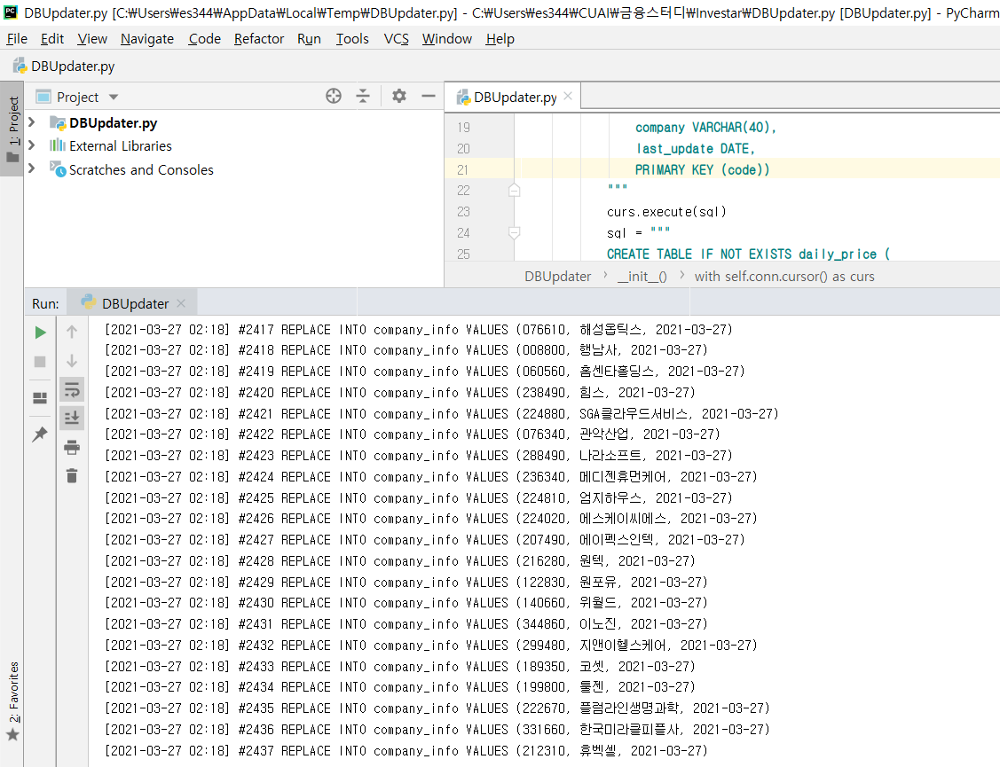 DBUpdater.py [C:￦Users￦es344￦AppData￦Local￦Temp￦DBUpdater.py] - C:￦Users￦es344￦CUAI￦금융스터디￦Investar￦DBUpdater.py [DBUpdater.py] - PyCharm
File Edit View Navigate Code Refactor Run Tools VCS Window Help
DBUpdater.py
1: Project
Project
DBUpdater.py
External Libraries
Scratches and Consoles
DBUpdater.py
19 company VARCHAR(40),
20 last_update DATE,
21 PRIMARY KEY (code))
22 """
23 curs.execute(sql)
24 sql = """
25 CREATE TABLE IF NOT EXISTS daily_price (
DBUpdater › __init__() › with self.conn.cursor() as curs
Run: DBUpdater
[2021-03-27 02:18] #2417 REPLACE INTO company_info VALUES (076610, 해성옵틱스, 2021-03-27)
[2021-03-27 02:18] #2418 REPLACE INTO company_info VALUES (008800, 행남사, 2021-03-27)
[2021-03-27 02:18] #2419 REPLACE INTO company_info VALUES (060560, 홈센타홀딩스, 2021-03-27)
[2021-03-27 02:18] #2420 REPLACE INTO company_info VALUES (238490, 힘스, 2021-03-27)
[2021-03-27 02:18] #2421 REPLACE INTO company_info VALUES (224880, SGA클라우드서비스, 2021-03-27)
[2021-03-27 02:18] #2422 REPLACE INTO company_info VALUES (076340, 관악산업, 2021-03-27)
[2021-03-27 02:18] #2423 REPLACE INTO company_info VALUES (288490, 나라소프트, 2021-03-27)
[2021-03-27 02:18] #2424 REPLACE INTO company_info VALUES (236340, 메디젠휴먼케어, 2021-03-27)
[2021-03-27 02:18] #2425 REPLACE INTO company_info VALUES (224810, 엄지하우스, 2021-03-27)
[2021-03-27 02:18] #2426 REPLACE INTO company_info VALUES (224020, 에스케이씨에스, 2021-03-27)
[2021-03-27 02:18] #2427 REPLACE INTO company_info VALUES (207490, 에이펙스인텍, 2021-03-27)
[2021-03-27 02:18] #2428 REPLACE INTO company_info VALUES (216280, 원텍, 2021-03-27)
[2021-03-27 02:18] #2429 REPLACE INTO company_info VALUES (122830, 원포유, 2021-03-27)
[2021-03-27 02:18] #2430 REPLACE INTO company_info VALUES (140660, 위월드, 2021-03-27)
[2021-03-27 02:18] #2431 REPLACE INTO company_info VALUES (344860, 이노진, 2021-03-27)
[2021-03-27 02:18] #2432 REPLACE INTO company_info VALUES (299480, 지앤이헬스케어, 2021-03-27)
[2021-03-27 02:18] #2433 REPLACE INTO company_info VALUES (189350, 코셋, 2021-03-27)
[2021-03-27 02:18] #2434 REPLACE INTO company_info VALUES (199800, 툴젠, 2021-03-27)
[2021-03-27 02:18] #2435 REPLACE INTO company_info VALUES (222670, 플럼라인생명과학, 2021-03-27)
[2021-03-27 02:18] #2436 REPLACE INTO company_info VALUES (331660, 한국미라클피플사, 2021-03-27)
[2021-03-27 02:18] #2437 REPLACE INTO company_info VALUES (212310, 휴벡셀, 2021-03-27)
2: Favorites